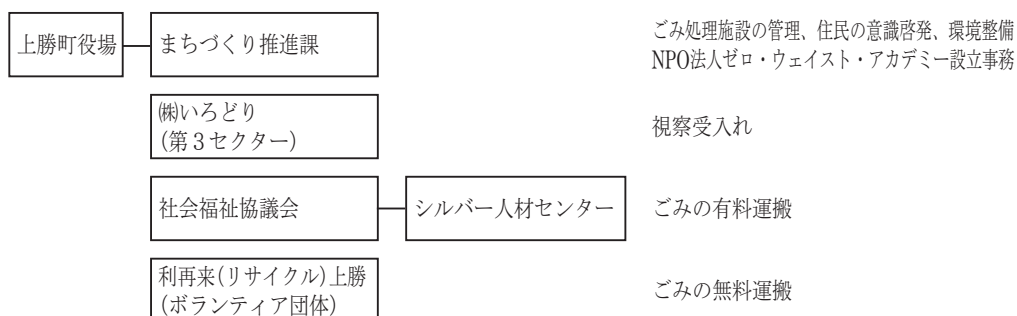 上勝町役場 まちづくり推進課 ごみ処理施設の管理、住民の意識啓発、環境整備
NPO法人ゼロ・ウェイスト・アカデミー設立事務
㈱いろどり
(第3セクター)
視察受入れ
社会福祉協議会 シルバー人材センター ごみの有料運搬
利再来(リサイクル)上勝
(ボランティア団体)
ごみの無料運搬